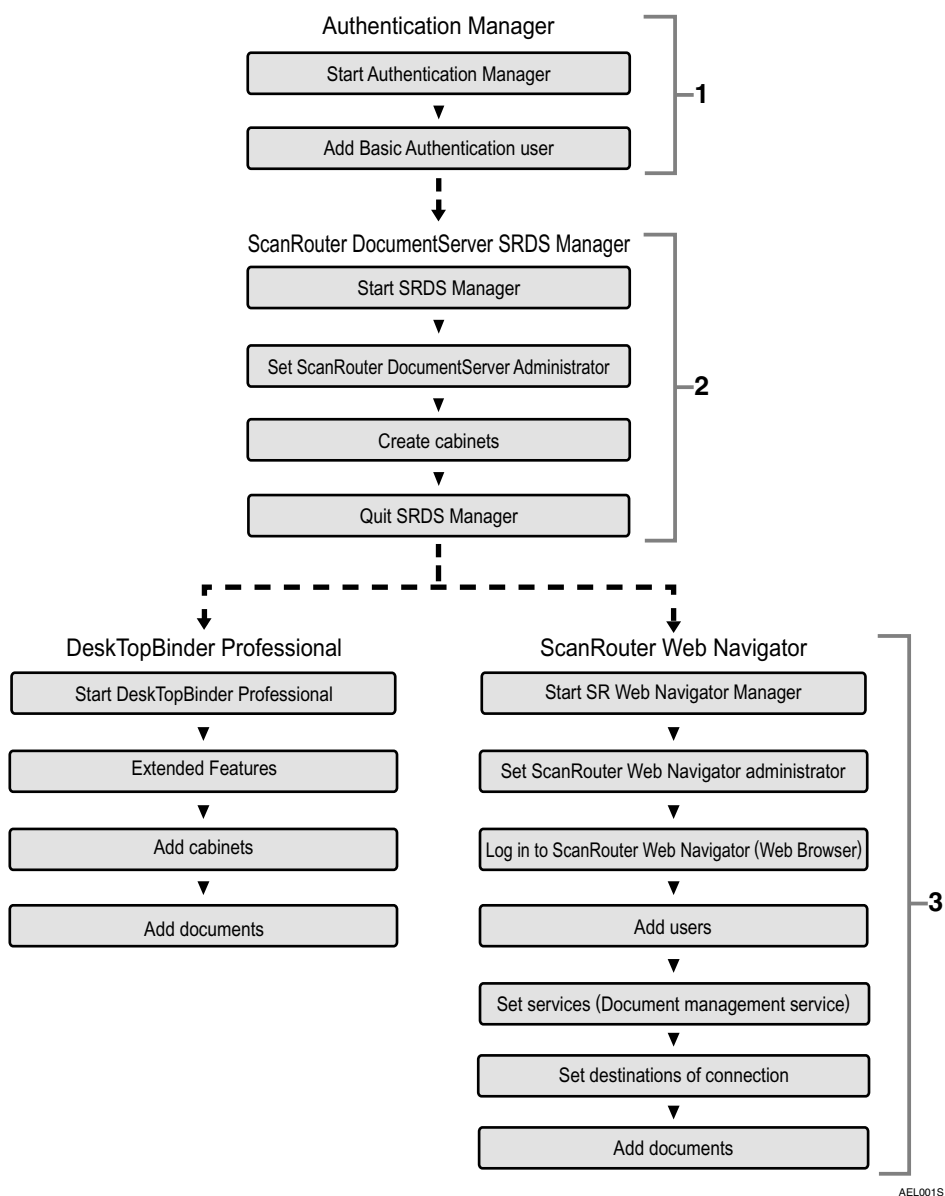 Authentication Manager
Start Authentication Manager
Add Basic Authentication user
1
ScanRouter DocumentServer SRDS Manager
Start SRDS Manager
Set ScanRouter DocumentServer Administrator
Create cabinets
Quit SRDS Manager
2
DeskTopBinder Professional
Start DeskTopBinder Professional
Extended Features
Add cabinets
Add documents
ScanRouter Web Navigator
Start SR Web Navigator Manager
Set ScanRouter Web Navigator administrator
Log in to ScanRouter Web Navigator (Web Browser)
Add users
Set services (Document management service)
Set destinations of connection
Add documents
3
AEL001S